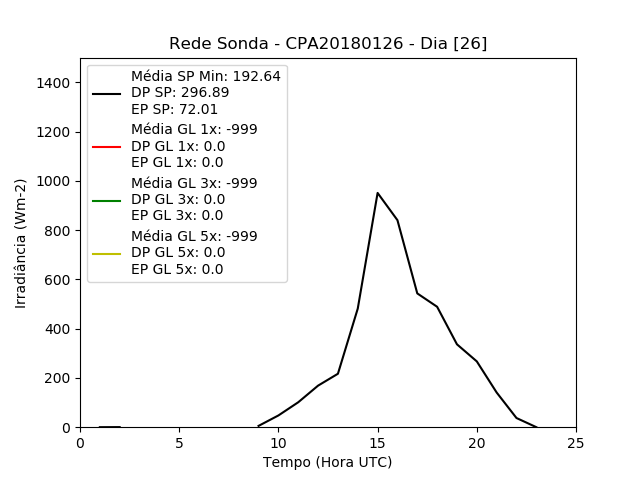 Rede Sonda - CPA20180126 - Dia [26]
Média SP Min: 192.64
DP SP: 296.89
EP SP: 72.01
Média GL 1x: -999
DP GL 1x: 0.0
EP GL 1x: 0.0
Média GL 3x: -999
DP GL 3x: 0.0
EP GL 3x: 0.0
Média GL 5x: -999
DP GL 5x: 0.0
EP GL 5x: 0.0
Irradiância (Wm-2)
1400
1200
1000
800
600
400
200
0
0 5 10 15 20 25
Tempo (Hora UTC)